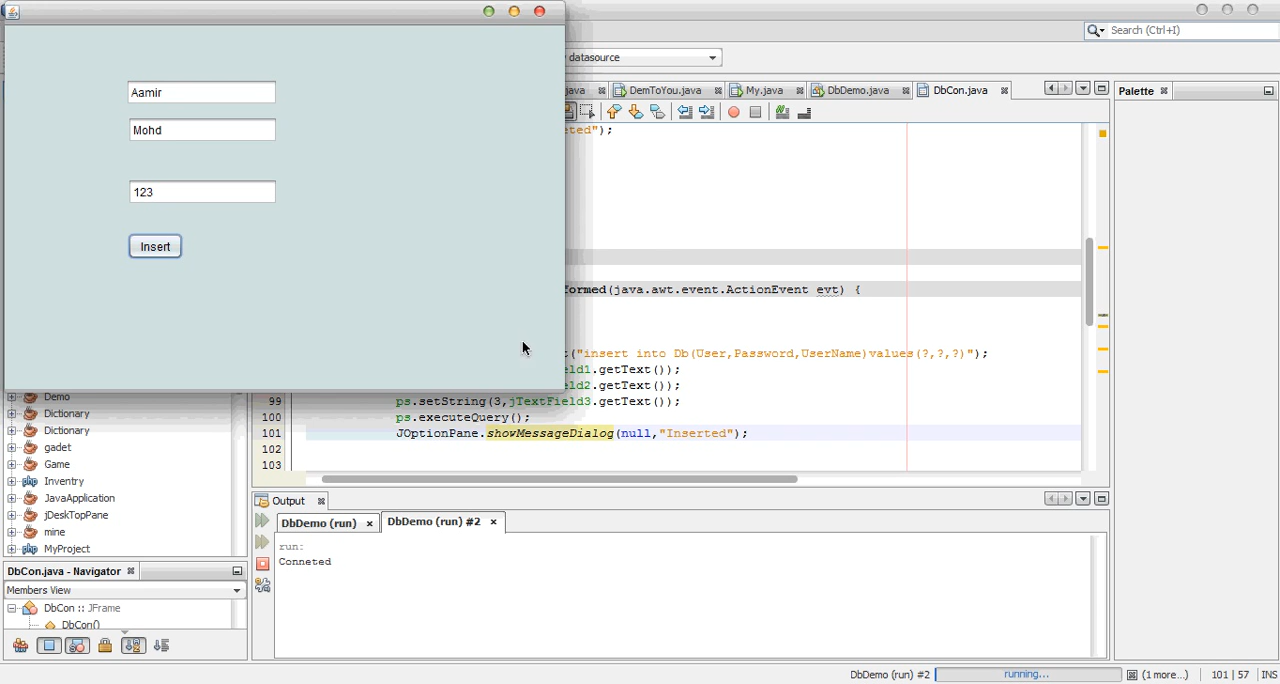 Search (Ctrl+I)
datasource
java
DemToYou.java
My.java
DbDemo.java
DbCon.java
Palette
Aamir
Mohd
123
Insert
eted");
formed(java.awt.event.ActionEvent evt) {
t("insert into Db(User,Password,UserName)values(?,?,?)");
eld1.getText());
eld2.getText());
99 ps.setString(3,jTextField3.getText());
100 ps.executeQuery();
101 JOptionPane.showMessageDialog(null,"Inserted");
102
103
Demo
Dictionary
Dictionary
gadet
Game
Inventry
JavaApplication
jDeskTopPane
mine
MyProject
DbCon.java - Navigator
Members View
DbCon :: JFrame
DbCon()
Output
DbDemo (run)
DbDemo (run) #2
run:
Conneted
DbDemo (run) #2
running...
(1 more...)
101 | 57
INS